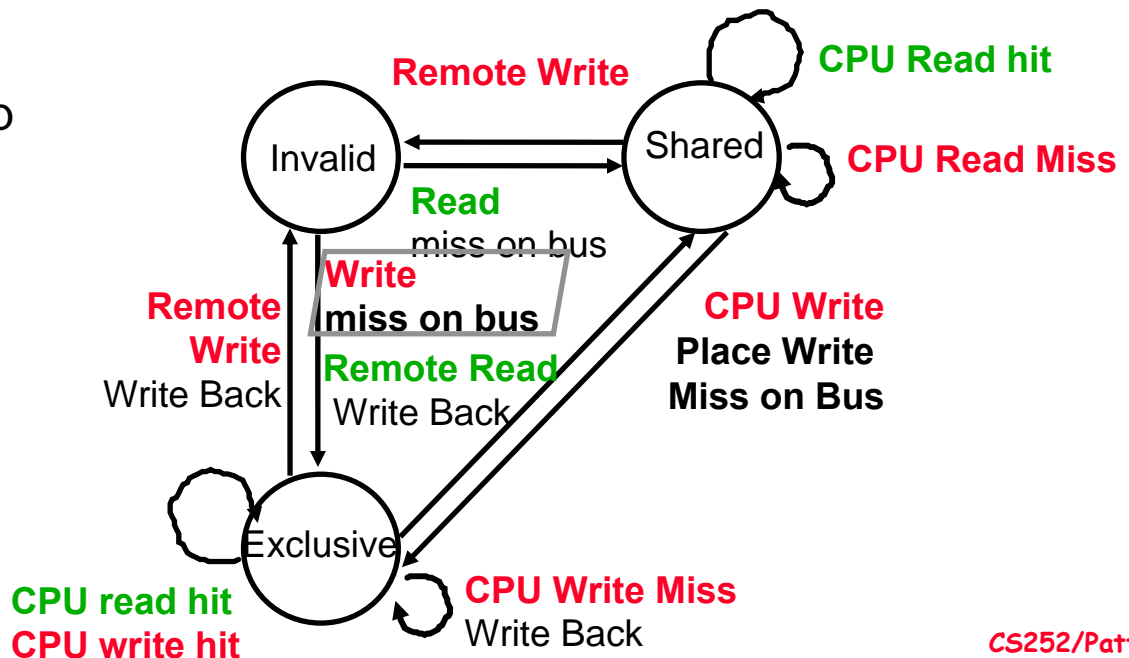 Remote Write
CPU Read hit
Invalid
Shared
CPU Read Miss
Read
miss on bus
Write
miss on bus
Remote
Write
Write Back
Remote Read
Write Back
CPU Write
Place Write
Miss on Bus
Exclusive
CPU read hit
CPU write hit
CPU Write Miss
Write Back